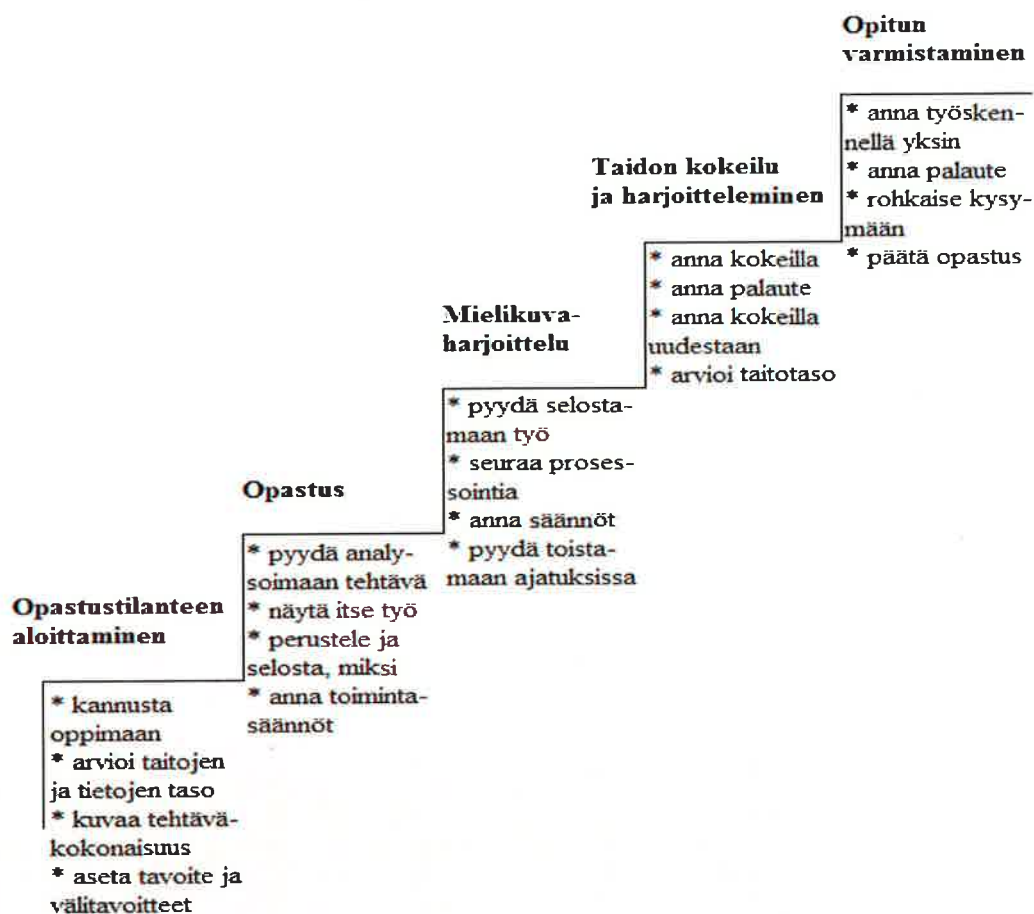 Opastustilanteen
aloittaminen
* kannusta
oppimaan
* arvioi taitojen
ja tietojen taso
* kuvaa tehtävä-
kokonaisuus
* aseta tavoite ja
välitavoitteet
Opastus
* pyydä analy-
soimaan tehtävä
* näytä itse työ
* perustele ja
selosta, miksi
* anna toiminta-
säännöt
Mielikuva-
harjoittelu
* pyydä selosta-
maan työ
* seuraa proses-
sointia
* anna säännöt
* pyydä toista-
maan ajatuksissa
Taidon kokeilu
ja harjoitteleminen
* anna kokeilla
* anna palaute
* anna kokeilla
uudestaan
* arvioi taitotaso
Opitun
varmistaminen
* anna työsken-
nellä yksin
* anna palaute
* rohkaise kysy-
mään
* päätä opastus